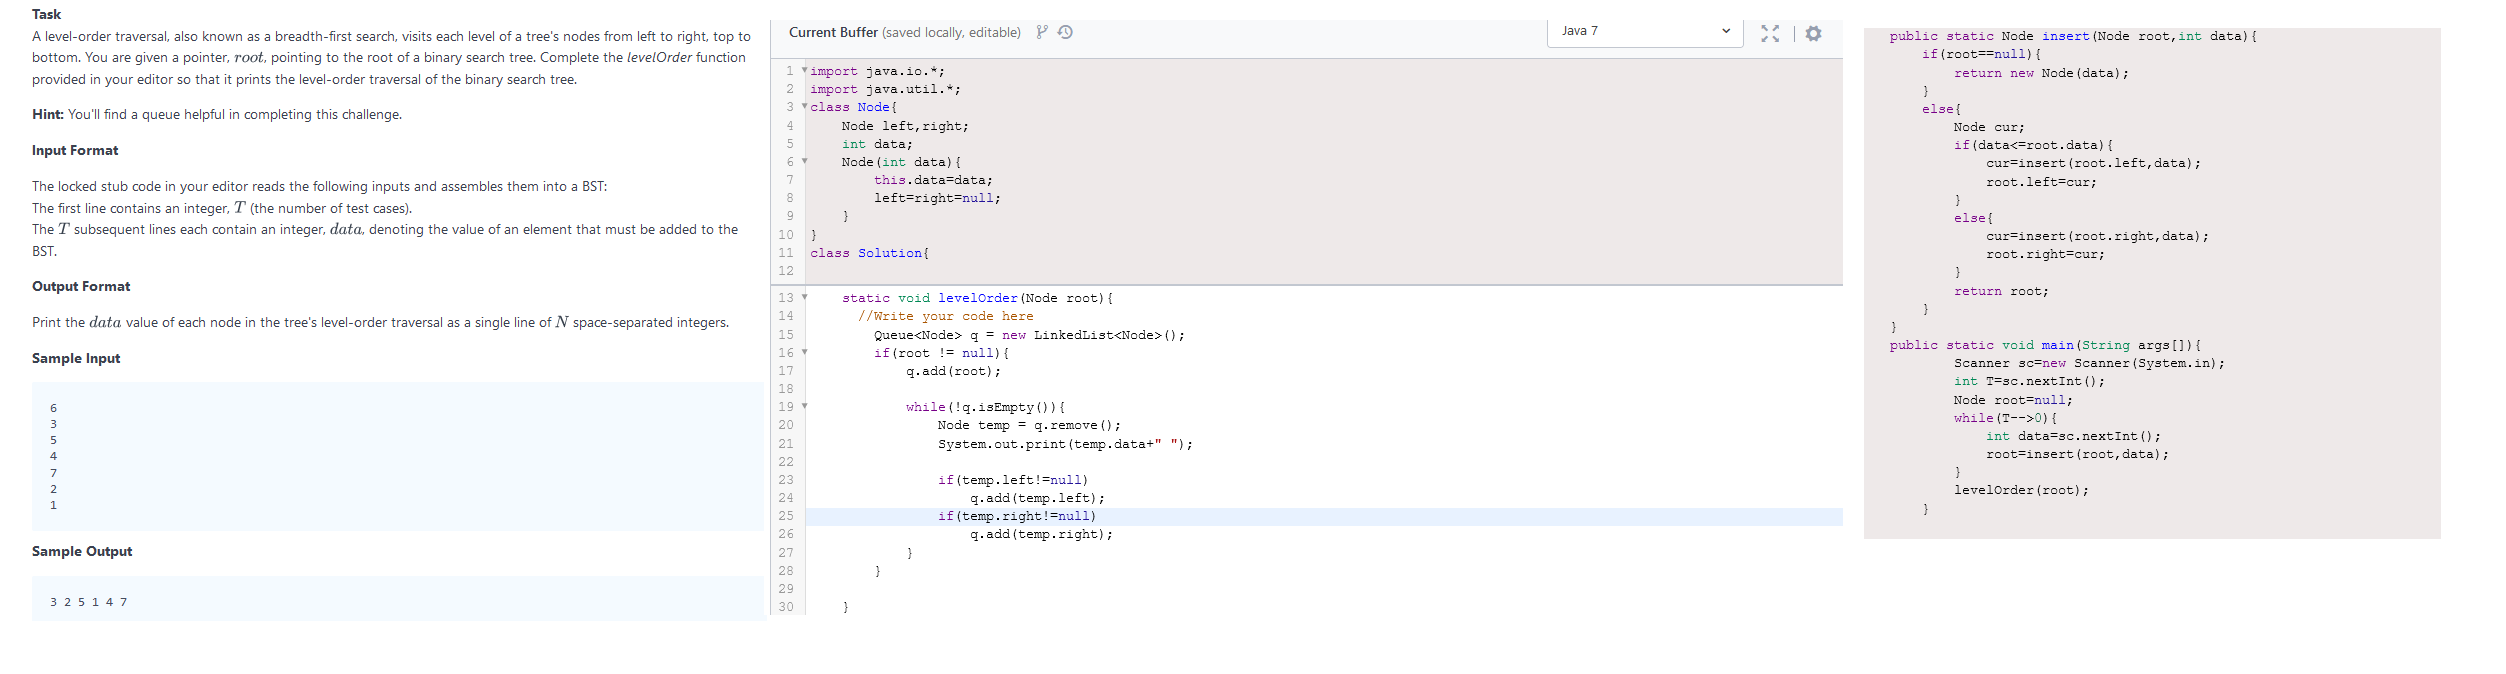 Task
A level-order traversal, also known as a breadth-first search, visits each level of a tree's nodes from left to right, top to
bottom. You are given a pointer, root, pointing to the root of a binary search tree. Complete the levelOrder function
provided in your editor so that it prints the level-order traversal of the binary search tree.
Hint: You'll find a queue helpful in completing this challenge.
Input Format
The locked stub code in your editor reads the following inputs and assembles them into a BST:
The first line contains an integer, T (the number of test cases).
The T subsequent lines each contain an integer, data, denoting the value of an element that must be added to the
BST.
Output Format
Print the data value of each node in the tree's level-order traversal as a single line of N space-separated integers.
Sample Input
6
3
5
4
7
2
1
Sample Output
3 2 5 1 4 7
Current Buffer (saved locally, editable)
Java 7
1 import java.io.*;
2 import java.util.*;
3 class Node{
4     Node left,right;
5     int data;
6     Node(int data){
7         this.data=data;
8         left=right=null;
9     }
10 }
11 class Solution{
12
13     static void levelOrder(Node root){
14       //Write your code here
15         Queue<Node> q = new LinkedList<Node>();
16         if(root != null){
17             q.add(root);
18
19             while(!q.isEmpty()){
20                 Node temp = q.remove();
21                 System.out.print(temp.data+" ");
22
23                 if(temp.left!=null)
24                     q.add(temp.left);
25                 if(temp.right!=null)
26                     q.add(temp.right);
27             }
28         }
29
30     }
public static Node insert(Node root,int data){
    if(root==null){
        return new Node(data);
    }
    else{
        Node cur;
        if(data<=root.data){
            cur=insert(root.left,data);
            root.left=cur;
        }
        else{
            cur=insert(root.right,data);
            root.right=cur;
        }
        return root;
    }
}
public static void main(String args[]){
        Scanner sc=new Scanner(System.in);
        int T=sc.nextInt();
        Node root=null;
        while(T-->0){
            int data=sc.nextInt();
            root=insert(root,data);
        }
        levelOrder(root);
    }